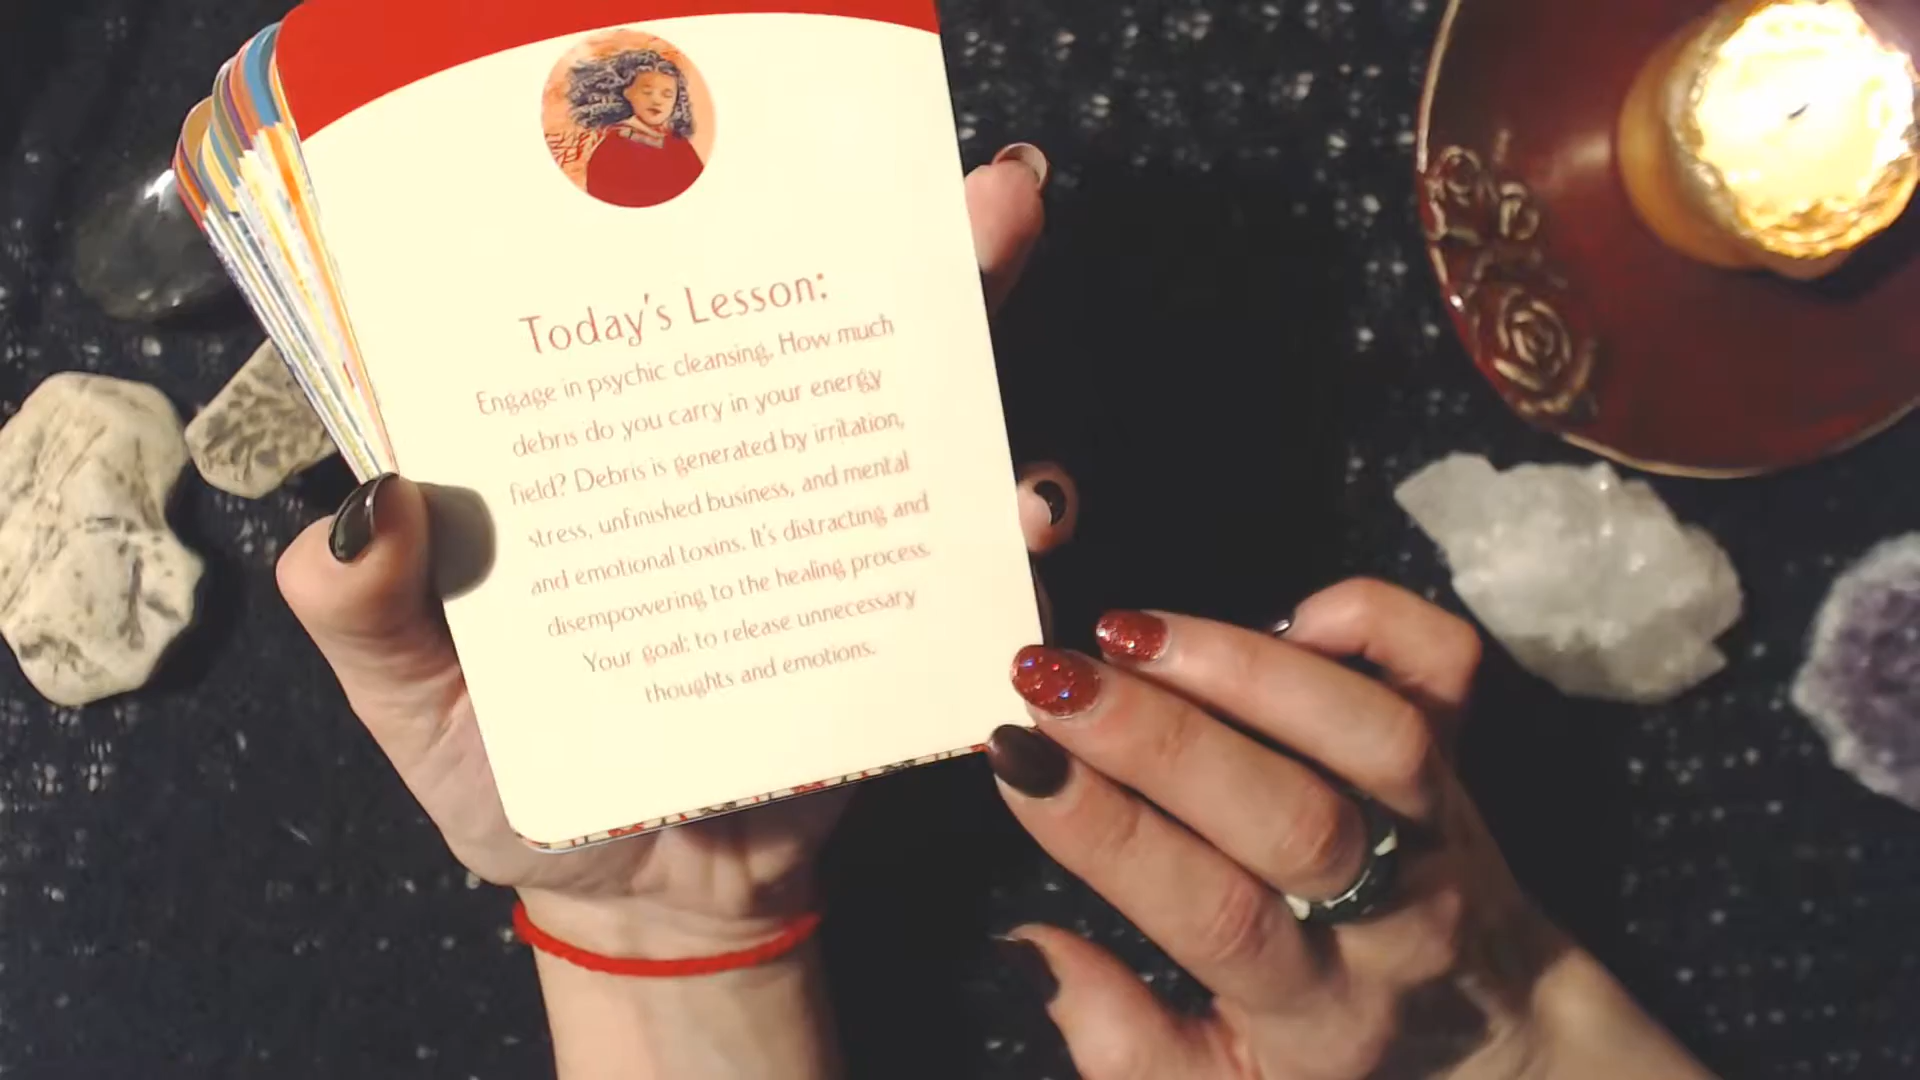 Today's Lesson:
Engage in psychic cleansing. How much
debris do you carry in your energy
field? Debris is generated by irritation,
stress, unfinished business, and mental
and emotional toxins. It's distracting and
disempowering to the healing process.
Your goal: to release unnecessary
thoughts and emotions.